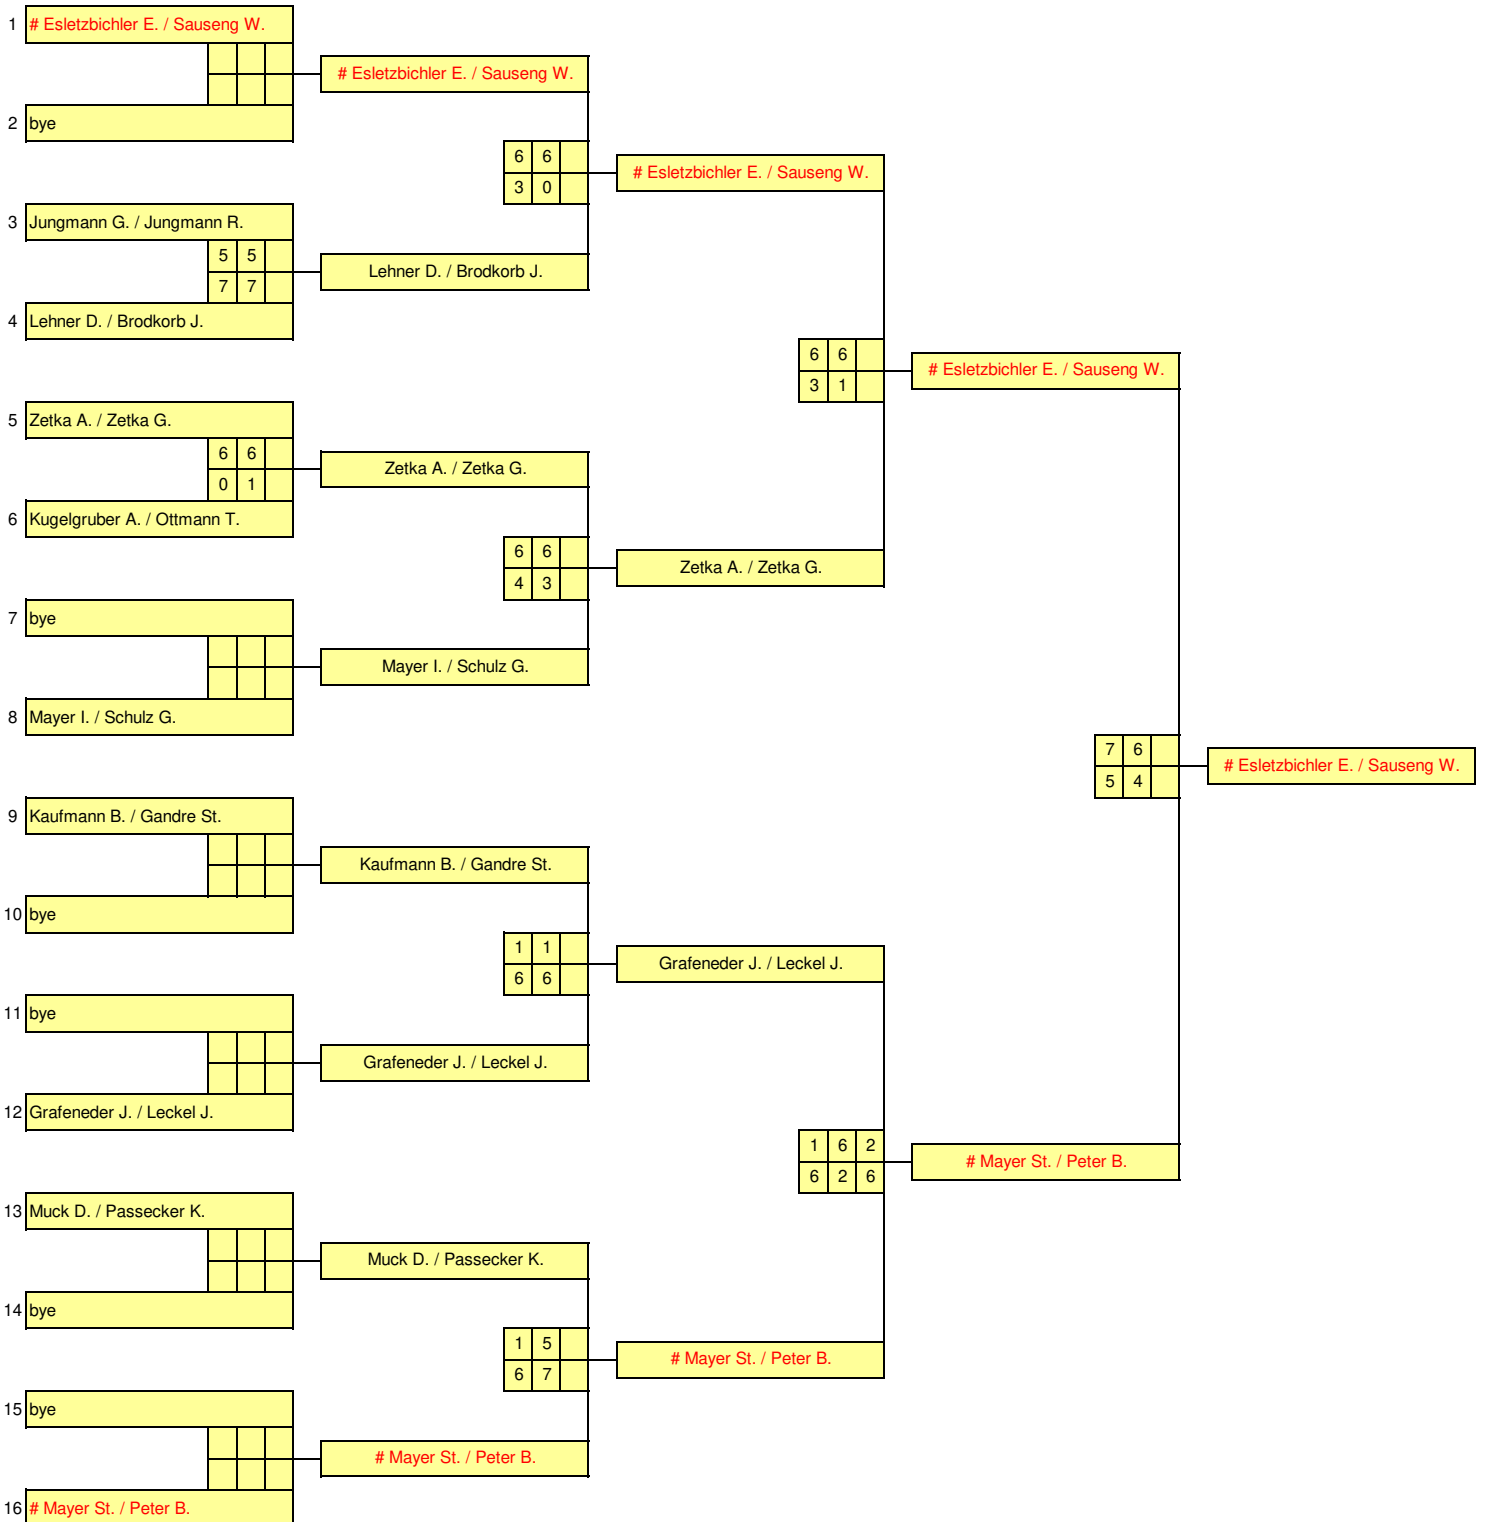 1 # Esletzbichler E. / Sauseng W.
# Esletzbichler E. / Sauseng W.
2 bye
6 6
# Esletzbichler E. / Sauseng W.
3 0
3 Jungmann G. / Jungmann R.
5 5
Lehner D. / Brodkorb J.
7 7
4 Lehner D. / Brodkorb J.
6 6
# Esletzbichler E. / Sauseng W.
3 1
5 Zetka A. / Zetka G.
6 6
Zetka A. / Zetka G.
0 1
6 Kugelgruber A. / Ottmann T.
6 6
Zetka A. / Zetka G.
4 3
7 bye
Mayer I. / Schulz G.
8 Mayer I. / Schulz G.
7 6
# Esletzbichler E. / Sauseng W.
5 4
9 Kaufmann B. / Gandre St.
Kaufmann B. / Gandre St.
10 bye
1 1
Grafeneder J. / Leckel J.
6 6
11 bye
Grafeneder J. / Leckel J.
12 Grafeneder J. / Leckel J.
1 6 2
# Mayer St. / Peter B.
6 2 6
13 Muck D. / Passecker K.
Muck D. / Passecker K.
14 bye
1 5
# Mayer St. / Peter B.
6 7
15 bye
# Mayer St. / Peter B.
16 # Mayer St. / Peter B.